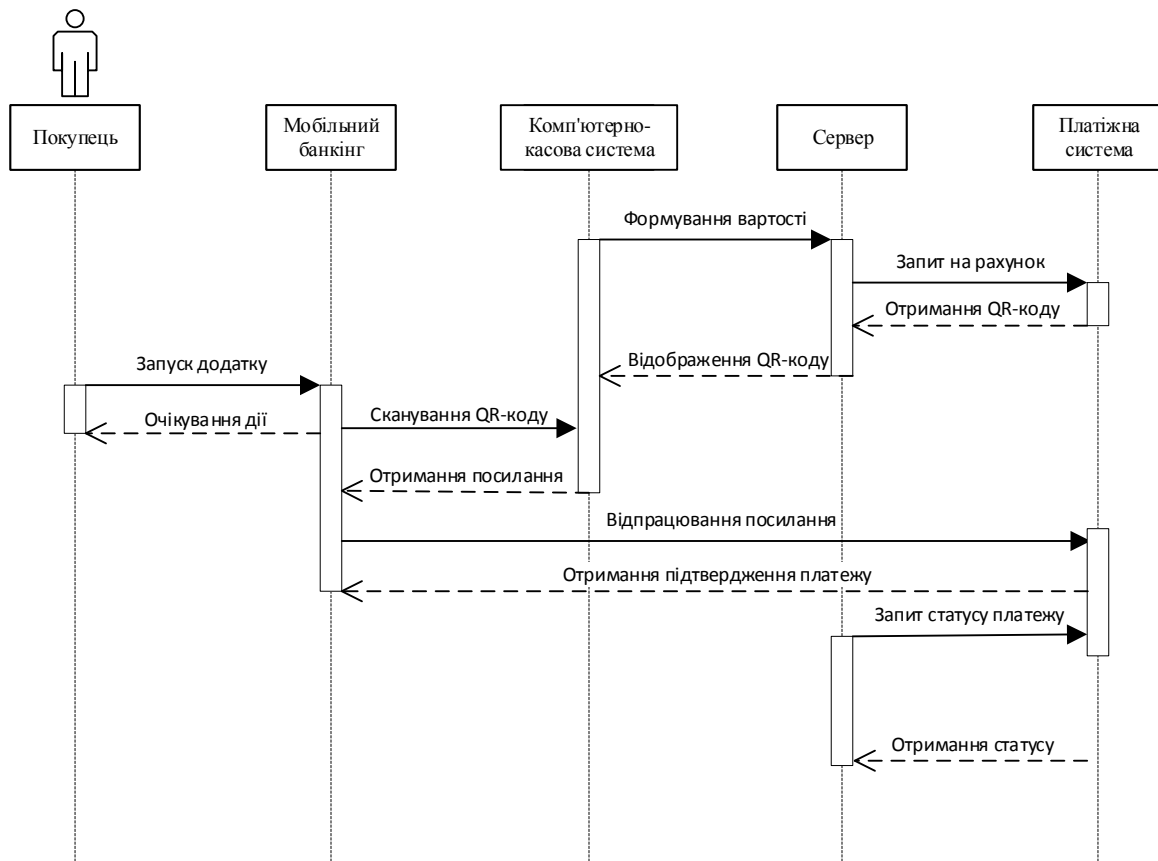 Покупець
Мобільний
банкінг
Комп'ютерно-
касова система
Сервер
Платіжна
система
Формування вартості
Запит на рахунок
Отримання QR-коду
Відображення QR-коду
Запуск додатку
Очікування дії
Сканування QR-коду
Отримання посилання
Відпрацювання посилання
Отримання підтвердження платежу
Запит статусу платежу
Отримання статусу